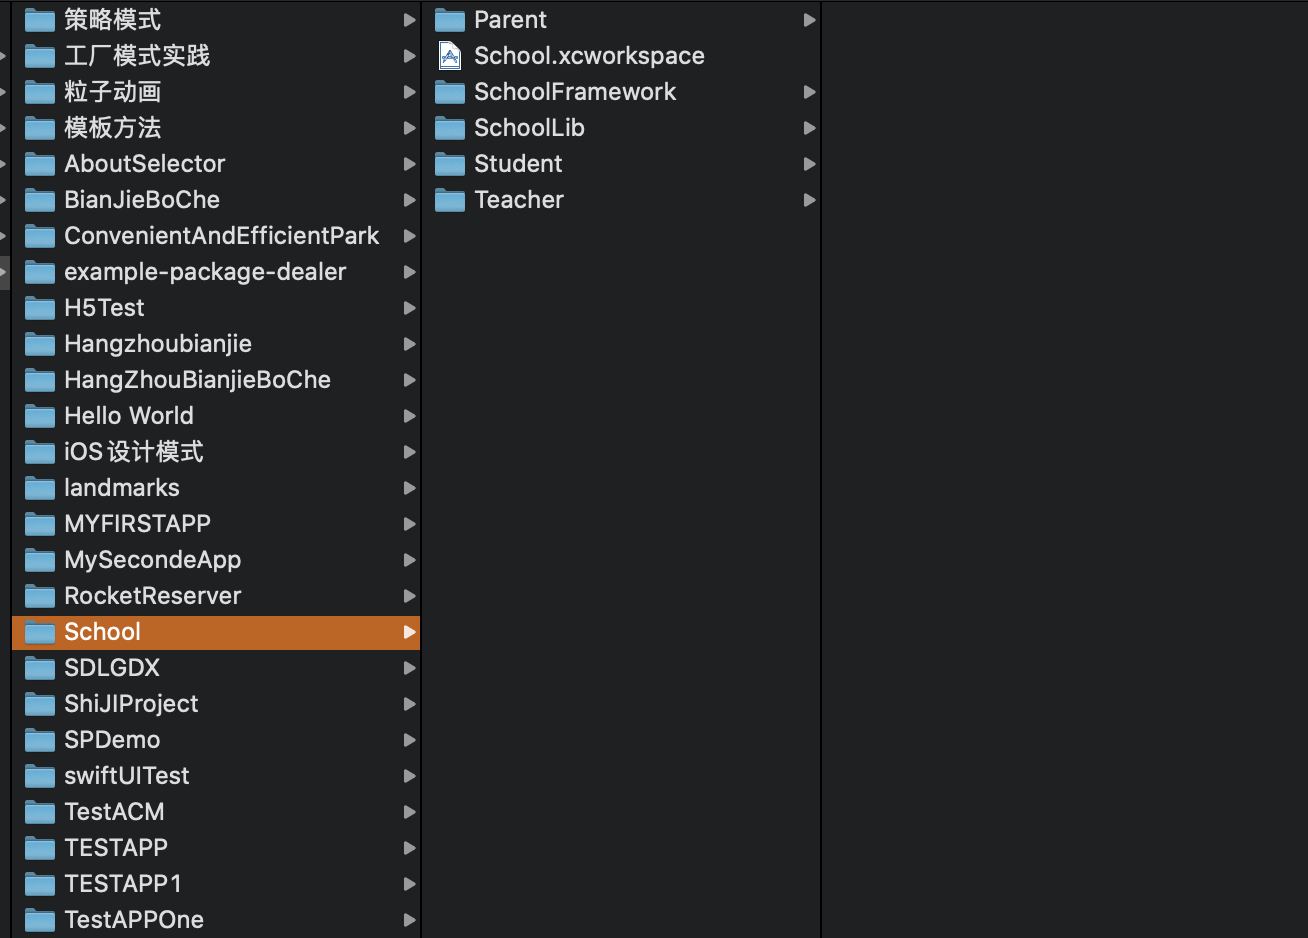 策略模式
工厂模式实践
粒子动画
模板方法
AboutSelector
BianJieBoChe
ConvenientAndEfficientPark
example-package-dealer
H5Test
Hangzhoubianjie
HangZhouBianjieBoChe
Hello World
iOS设计模式
landmarks
MYFIRSTAPP
MySecondeApp
RocketReserver
School
SDLGDX
ShiJIProject
SPDemo
swiftUITest
TestACM
TESTAPP
TESTAPP1
TestAPPOne
Parent
School.xcworkspace
SchoolFramework
SchoolLib
Student
Teacher